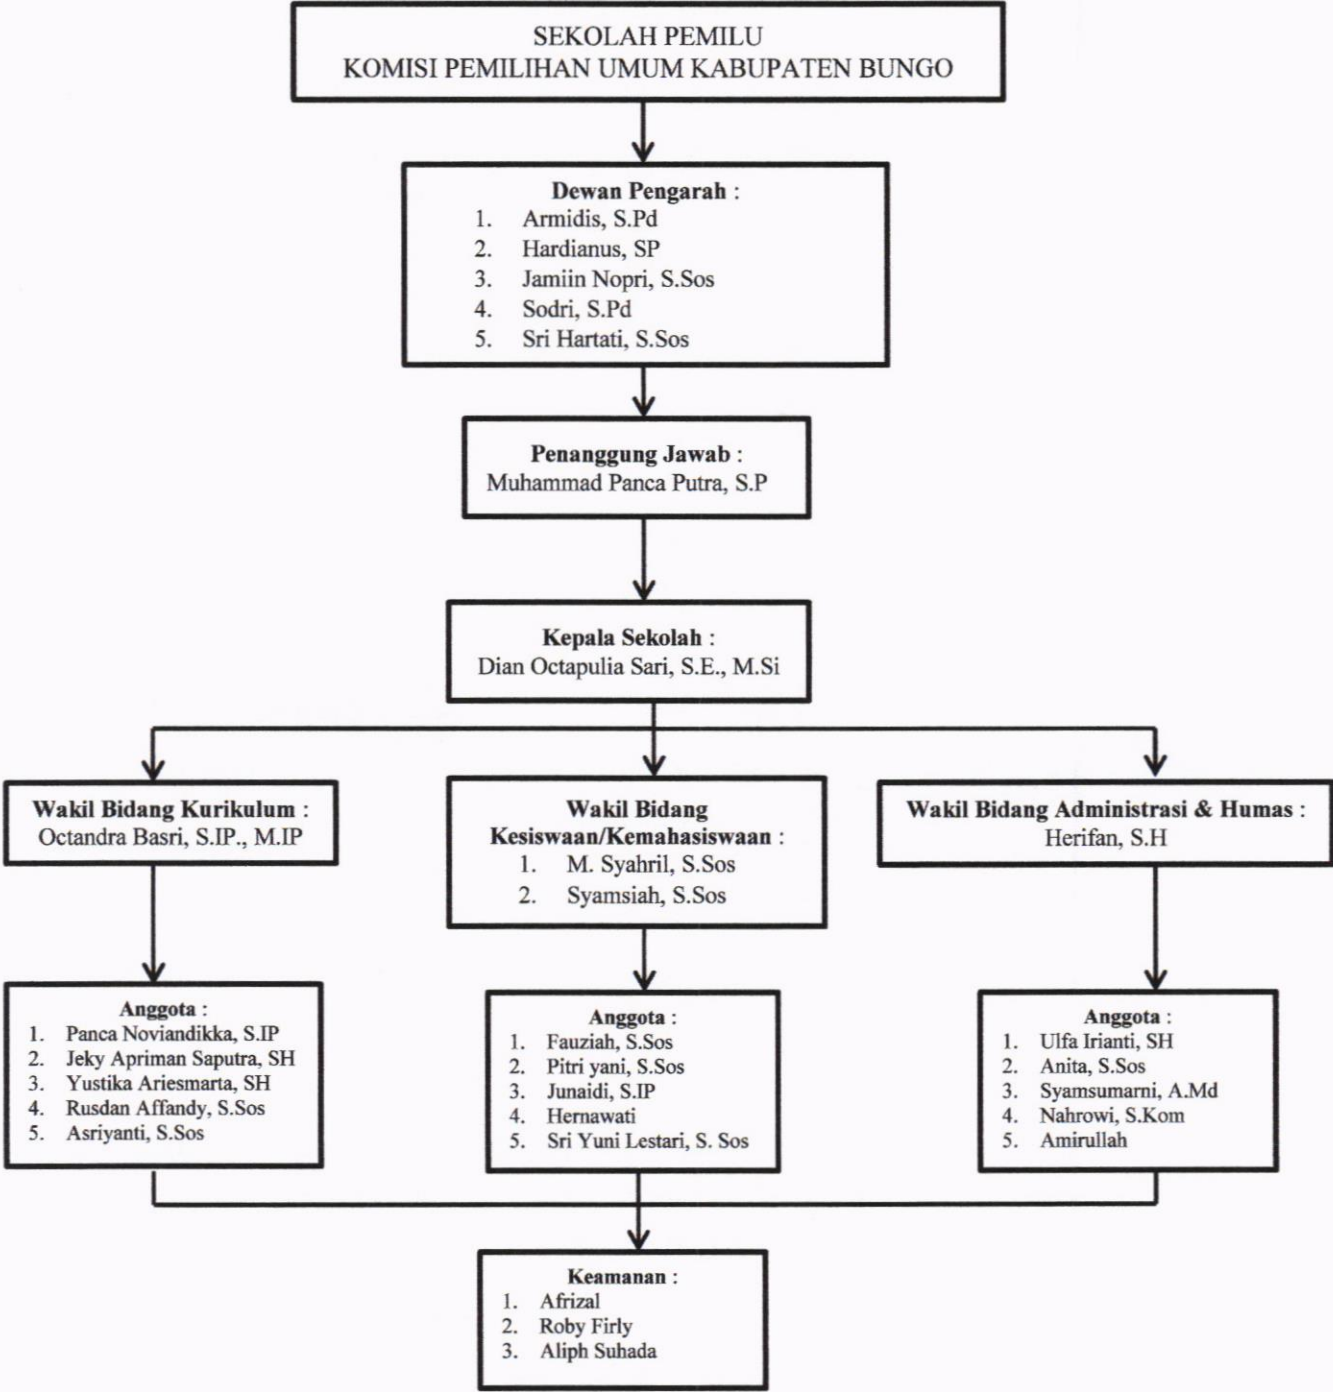 SEKOLAH PEMILU
KOMISI PEMILIHAN UMUM KABUPATEN BUNGO
Dewan Pengarah :
1. Armidis, S.Pd
2. Hardianus, SP
3. Jamiin Nopri, S.Sos
4. Sodri, S.Pd
5. Sri Hartati, S.Sos
Penanggung Jawab :
Muhammad Panca Putra, S.P
Kepala Sekolah :
Dian Octapulia Sari, S.E., M.Si
Wakil Bidang Kurikulum :
Octandra Basri, S.IP., M.IP
Wakil Bidang
Kesiswaan/Kemahasiswaan :
1. M. Syahril, S.Sos
2. Syamsiah, S.Sos
Wakil Bidang Administrasi & Humas :
Herifan, S.H
Anggota :
1. Panca Noviandikka, S.IP
2. Jeky Apriman Saputra, SH
3. Yustika Ariesmarta, SH
4. Rusdan Affandy, S.Sos
5. Asriyanti, S.Sos
Anggota :
1. Fauziah, S.Sos
2. Pitri yani, S.Sos
3. Junaidi, S.IP
4. Hernawati
5. Sri Yuni Lestari, S. Sos
Anggota :
1. Ulfa Irianti, SH
2. Anita, S.Sos
3. Syamsumarni, A.Md
4. Nahrowi, S.Kom
5. Amirullah
Keamanan :
1. Afrizal
2. Roby Firly
3. Aliph Suhada